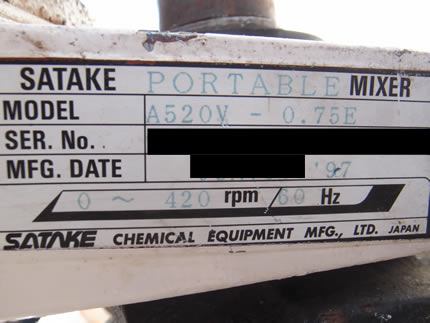 SATAKE PORTABLE MIXER
MODEL A520V - 0.75E
SER. No.
MFG. DATE '97
0 ~ 420 rpm / 60 Hz
SATAKE CHEMICAL EQUIPMENT MFG., LTD. JAPAN